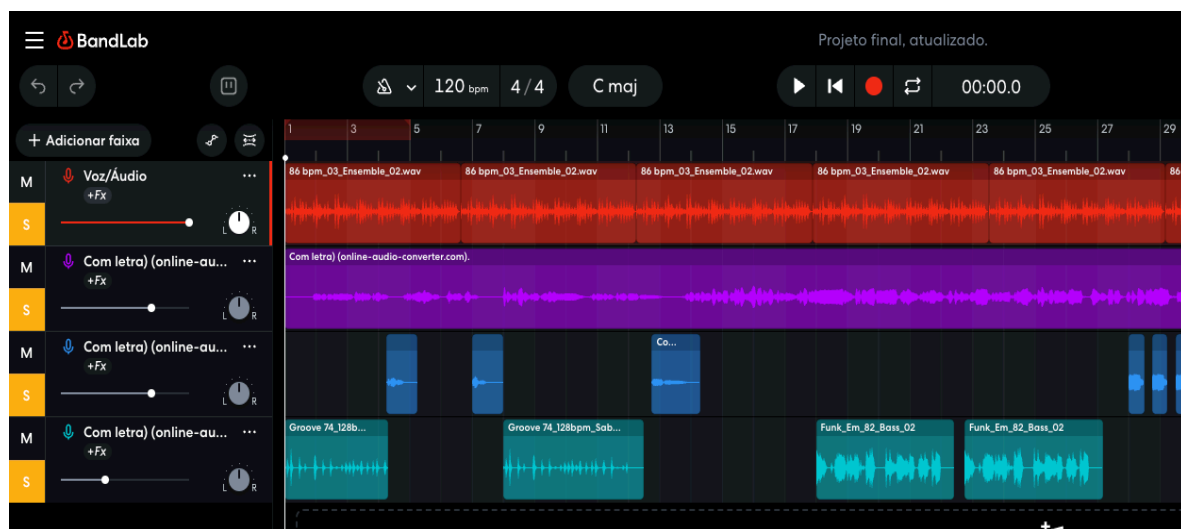 BandLab
Projeto final, atualizado.
120 bpm 4/4 C maj 00:00.0
+ Adicionar faixa
1 3 5 7 9 11 13 15 17 19 21 23 25 27 29
M Voz/Áudio ...
+Fx
S L R
86 bpm_03_Ensemble_02.wav 86 bpm_03_Ensemble_02.wav 86 bpm_03_Ensemble_02.wav 86 bpm_03_Ensemble_02.wav 86 bpm_03_Ensemble_02.wav 86
M Com letra) (online-au... ...
+Fx
S L R
Com letra) (online-audio-converter.com).
M Com letra) (online-au... ...
+Fx
S L R
Co...
M Com letra) (online-au... ...
+Fx
S L R
Groove 74_128b... Groove 74_128bpm_Sab... Funk_Em_82_Bass_02 Funk_Em_82_Bass_02